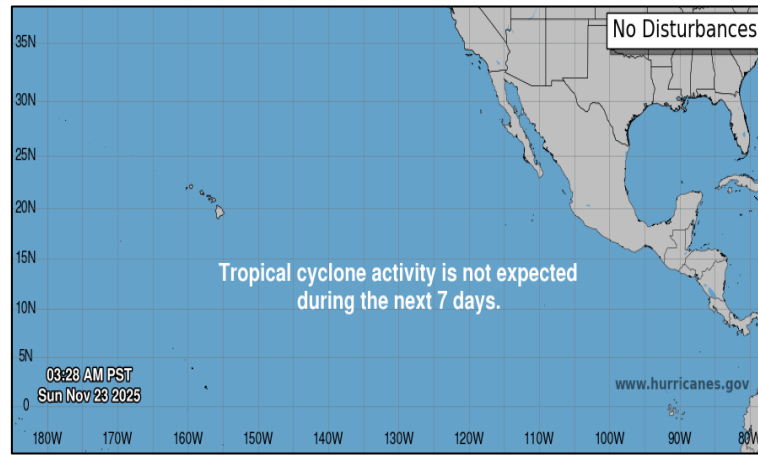 No Disturbances
35N
30N
25N
20N
15N
Tropical cyclone activity is not expected
during the next 7 days.
10N
5N
03:28 AM PST
Sun Nov 23 2025
www.hurricanes.gov
0
180W 170W 160W 150W 140W 130W 120W 110W 100W 90W 80W